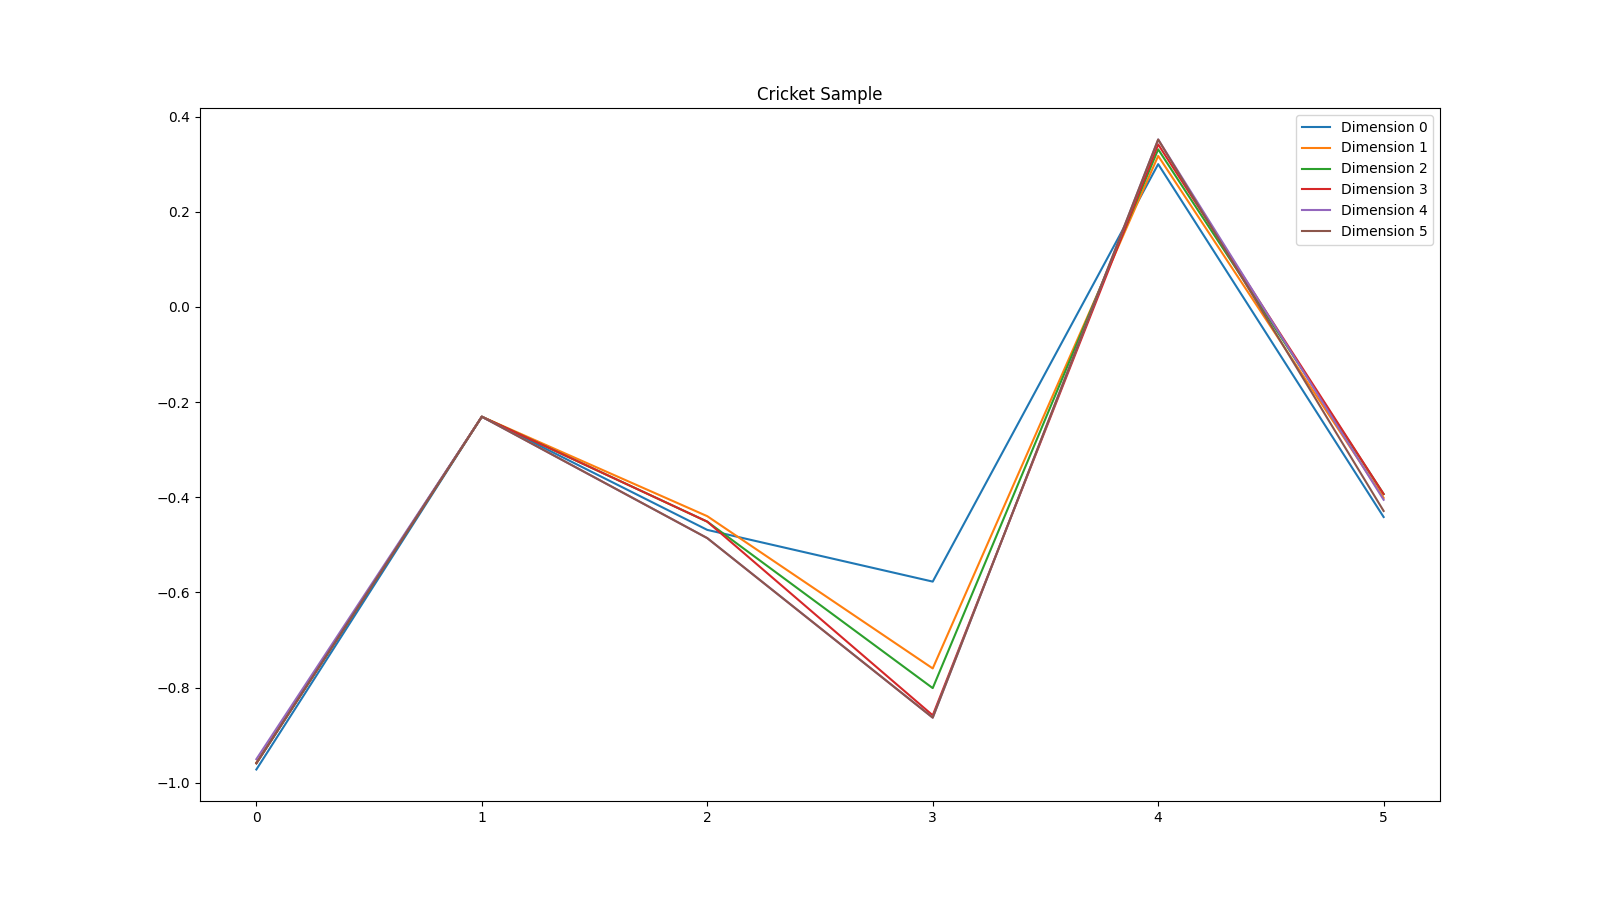 Cricket Sample
0.4
0.2
0.0
−0.2
−0.4
−0.6
−0.8
−1.0
0 1 2 3 4 5
Dimension 0
Dimension 1
Dimension 2
Dimension 3
Dimension 4
Dimension 5